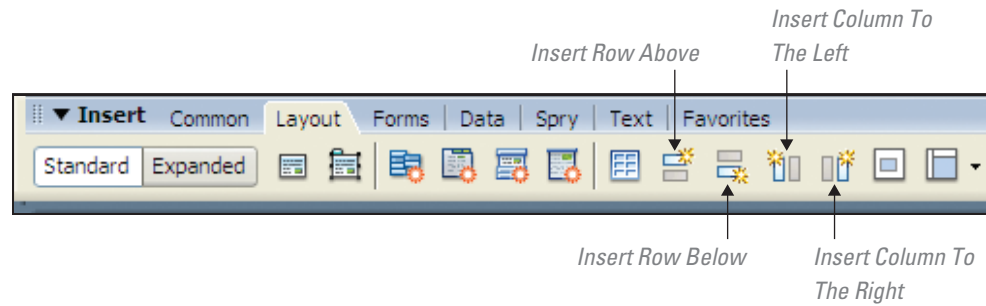 Insert Column To
The Left
Insert Row Above
Insert Common Layout Forms Data Spry Text Favorites
Standard Expanded
Insert Row Below
Insert Column To
The Right